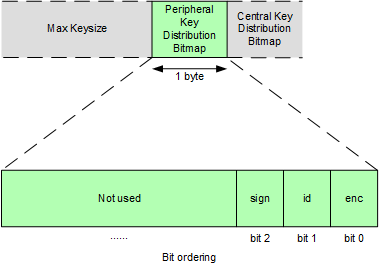 Max Keysize
Peripheral
Key
Distribution
Bitmap
Central Key
Distribution
Bitmap
1 byte
Not used
sign
id
enc
......
bit 2
bit 1
bit 0
Bit ordering